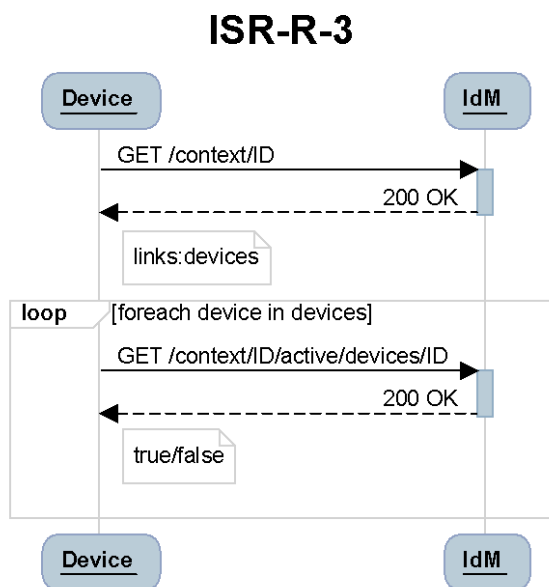 ISR-R-3
Device IdM
GET /context/ID
200 OK
links:devices
loop [foreach device in devices]
GET /context/ID/active/devices/ID
200 OK
true/false
Device IdM